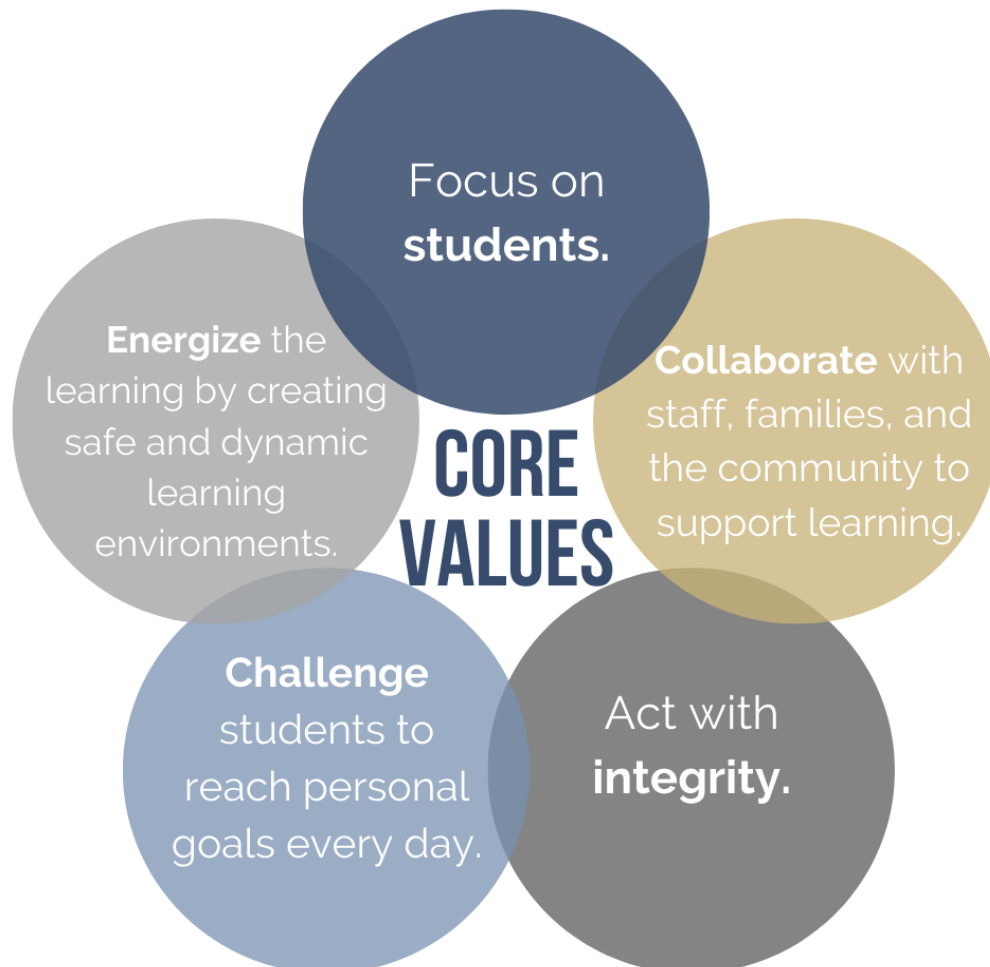 Focus on
students.
Energize the
learning by creating
safe and dynamic
learning
environments.
Collaborate with
staff, families, and
the community to
support learning.
CORE
VALUES
Challenge
students to
reach personal
goals every day.
Act with
integrity.